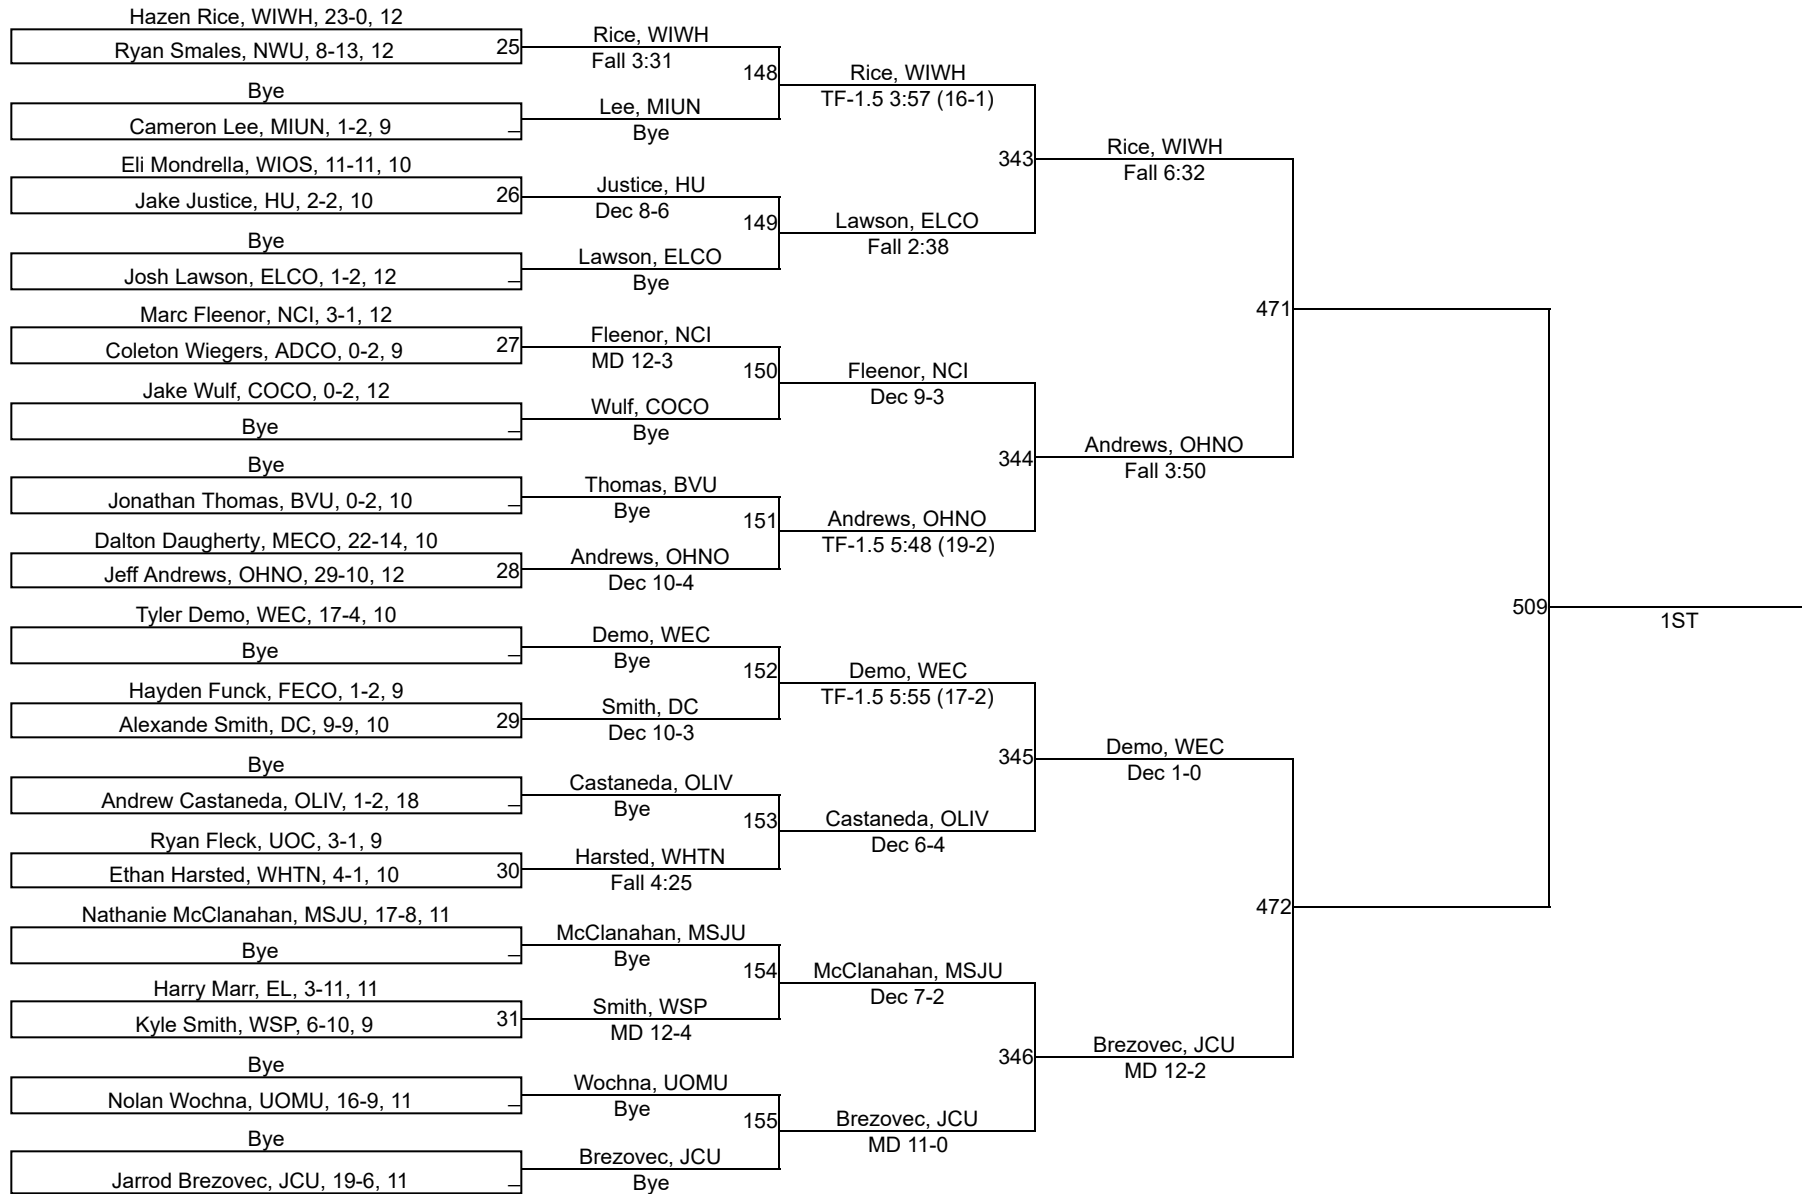 Hazen Rice, WIWH, 23-0, 12
Ryan Smales, NWU, 8-13, 12
25
Bye
Cameron Lee, MIUN, 1-2, 9
_
Eli Mondrella, WIOS, 11-11, 10
Jake Justice, HU, 2-2, 10
26
Bye
Josh Lawson, ELCO, 1-2, 12
_
Marc Fleenor, NCI, 3-1, 12
Coleton Wiegers, ADCO, 0-2, 9
27
Jake Wulf, COCO, 0-2, 12
Bye
_
Bye
Jonathan Thomas, BVU, 0-2, 10
_
Dalton Daugherty, MECO, 22-14, 10
Jeff Andrews, OHNO, 29-10, 12
28
Tyler Demo, WEC, 17-4, 10
Bye
_
Hayden Funck, FECO, 1-2, 9
Alexande Smith, DC, 9-9, 10
29
Bye
Andrew Castaneda, OLIV, 1-2, 18
_
Ryan Fleck, UOC, 3-1, 9
Ethan Harsted, WHTN, 4-1, 10
30
Nathanie McClanahan, MSJU, 17-8, 11
Bye
_
Harry Marr, EL, 3-11, 11
Kyle Smith, WSP, 6-10, 9
31
Bye
Nolan Wochna, UOMU, 16-9, 11
_
Bye
Jarrod Brezovec, JCU, 19-6, 11
_
Rice, WIWH
Fall 3:31
148
Lee, MIUN
Bye
Justice, HU
Dec 8-6
149
Lawson, ELCO
Bye
Fleenor, NCI
MD 12-3
150
Wulf, COCO
Bye
Thomas, BVU
Bye
151
Andrews, OHNO
Dec 10-4
Demo, WEC
Bye
152
Smith, DC
Dec 10-3
Castaneda, OLIV
Bye
153
Harsted, WHTN
Fall 4:25
McClanahan, MSJU
Bye
154
Smith, WSP
MD 12-4
Wochna, UOMU
Bye
155
Brezovec, JCU
Bye
Rice, WIWH
TF-1.5 3:57 (16-1)
343
Lawson, ELCO
Fall 2:38
Fleenor, NCI
Dec 9-3
344
Andrews, OHNO
TF-1.5 5:48 (19-2)
Demo, WEC
TF-1.5 5:55 (17-2)
345
Castaneda, OLIV
Dec 6-4
McClanahan, MSJU
Dec 7-2
346
Brezovec, JCU
MD 11-0
Rice, WIWH
Fall 6:32
471
Andrews, OHNO
Fall 3:50
Demo, WEC
Dec 1-0
472
Brezovec, JCU
MD 12-2
509
1ST